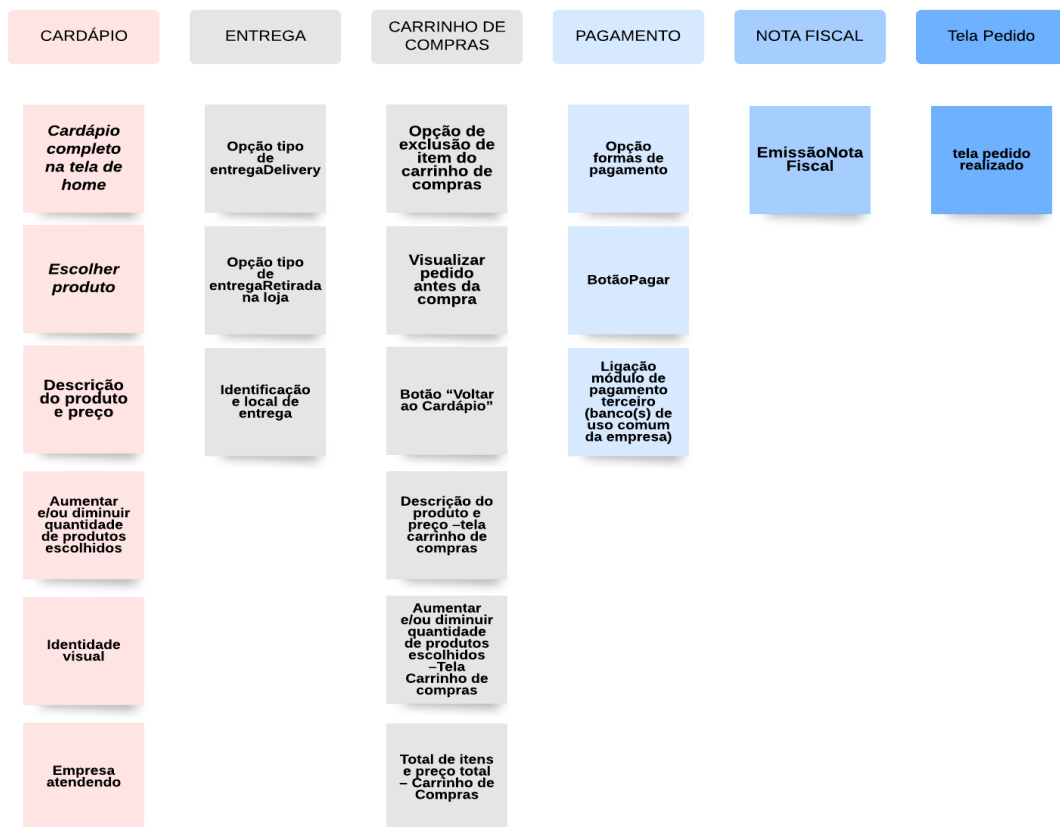 CARDÁPIO
ENTREGA
CARRINHO DE
COMPRAS
PAGAMENTO
NOTA FISCAL
Tela Pedido
Cardápio
completo
na tela de
home
Escolher
produto
Descrição
do produto
e preço
Aumentar
e/ou diminuir
quantidade
de produtos
escolhidos
Identidade
visual
Empresa
atendendo
Opção tipo
de
entregaDelivery
Opção tipo
de
entregaRetirada
na loja
Identificação
e local de
entrega
Opção de
exclusão de
item do
carrinho de
compras
Visualizar
pedido
antes da
compra
Botão “Voltar
ao Cardápio”
Descrição do
produto e
preço –tela
carrinho de
compras
Aumentar
e/ou diminuir
quantidade
de produtos
escolhidos
–Tela
Carrinho de
compras
Total de itens
e preço total
– Carrinho de
Compras
Opção
formas de
pagamento
BotãoPagar
Ligação
módulo de
pagamento
terceiro
(banco(s) de
uso comum
da empresa)
EmissãoNota
Fiscal
tela pedido
realizado